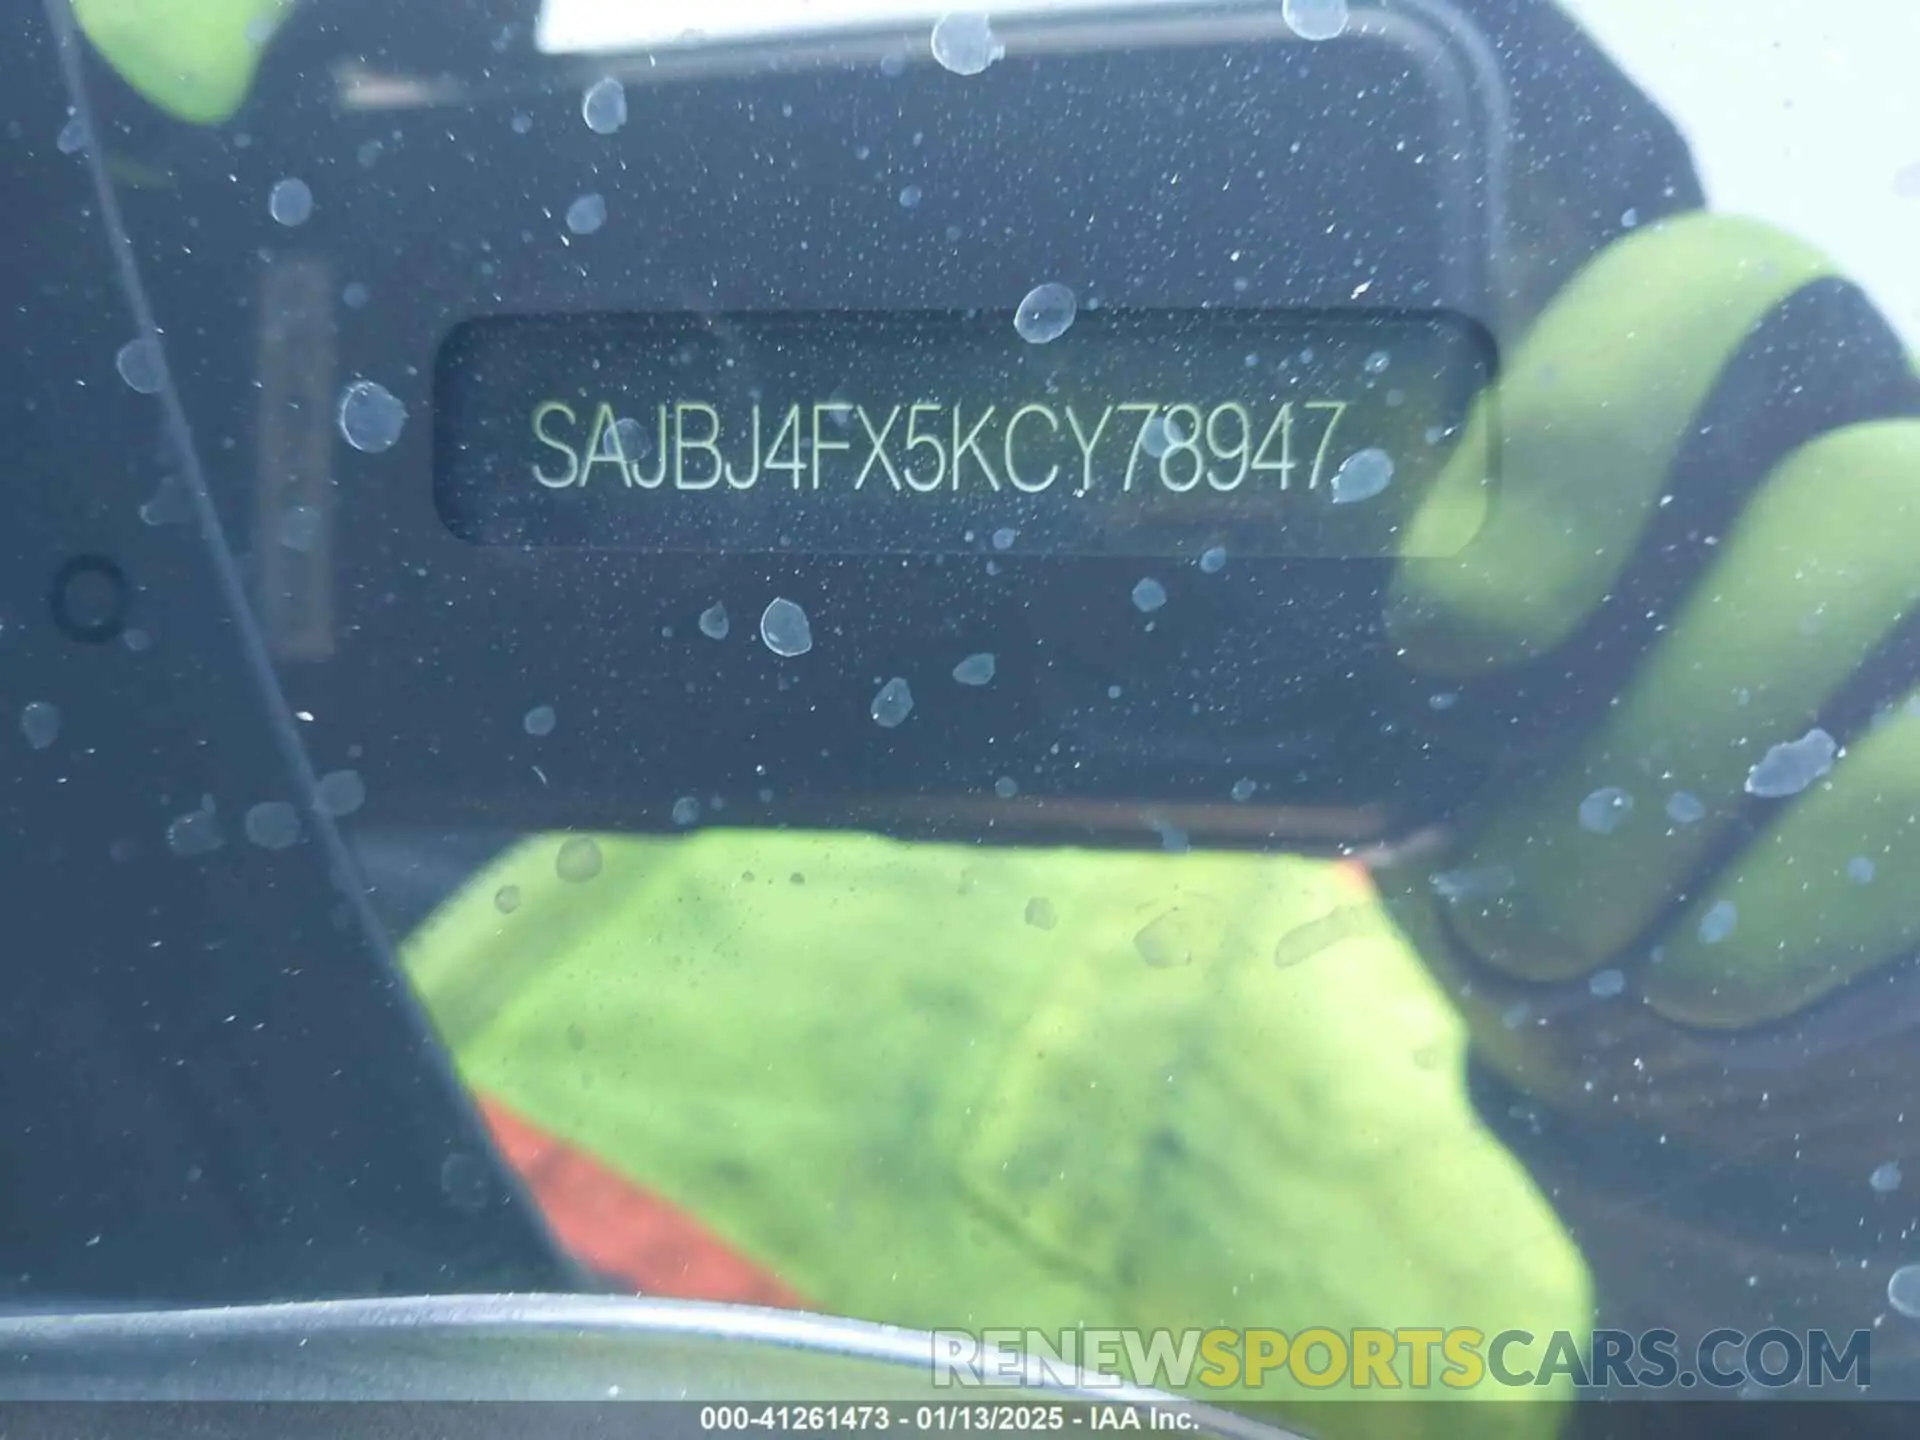 SAJBJ4FX5KCY78947
RENEWSPORTSCARS.COM
000-41261473 - 01/13/2025 - IAA Inc.